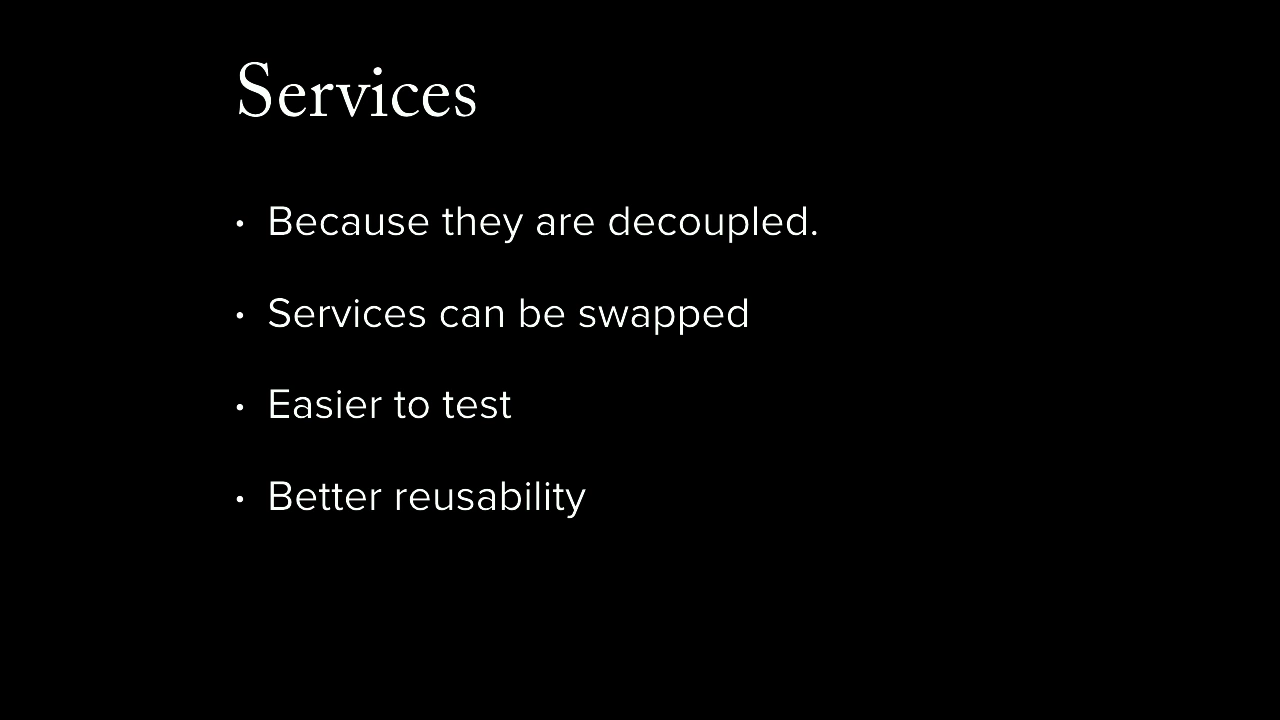 Services
• Because they are decoupled.
• Services can be swapped
• Easier to test
• Better reusability